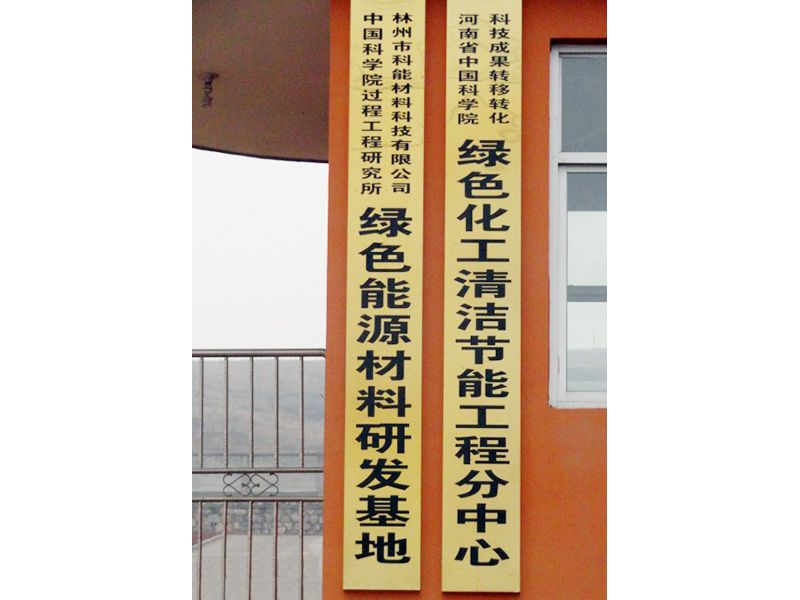 科技成果转移转化
河南省中国科学院
绿色化工清洁节能工程分中心
林州市科能材料科技有限公司
中国科学院过程工程研究所
绿色能源材料研发基地